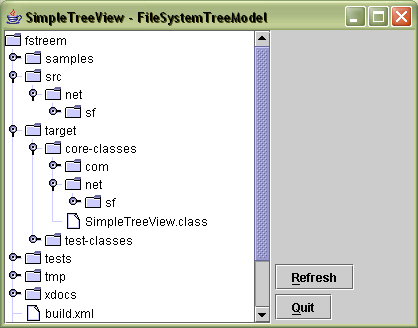 SimpleTreeView - FileSystemTreeModel
fstreem
samples
src
net
sf
target
core-classes
com
net
sf
SimpleTreeView.class
test-classes
tests
tmp
xdocs
build.xml
Refresh
Quit